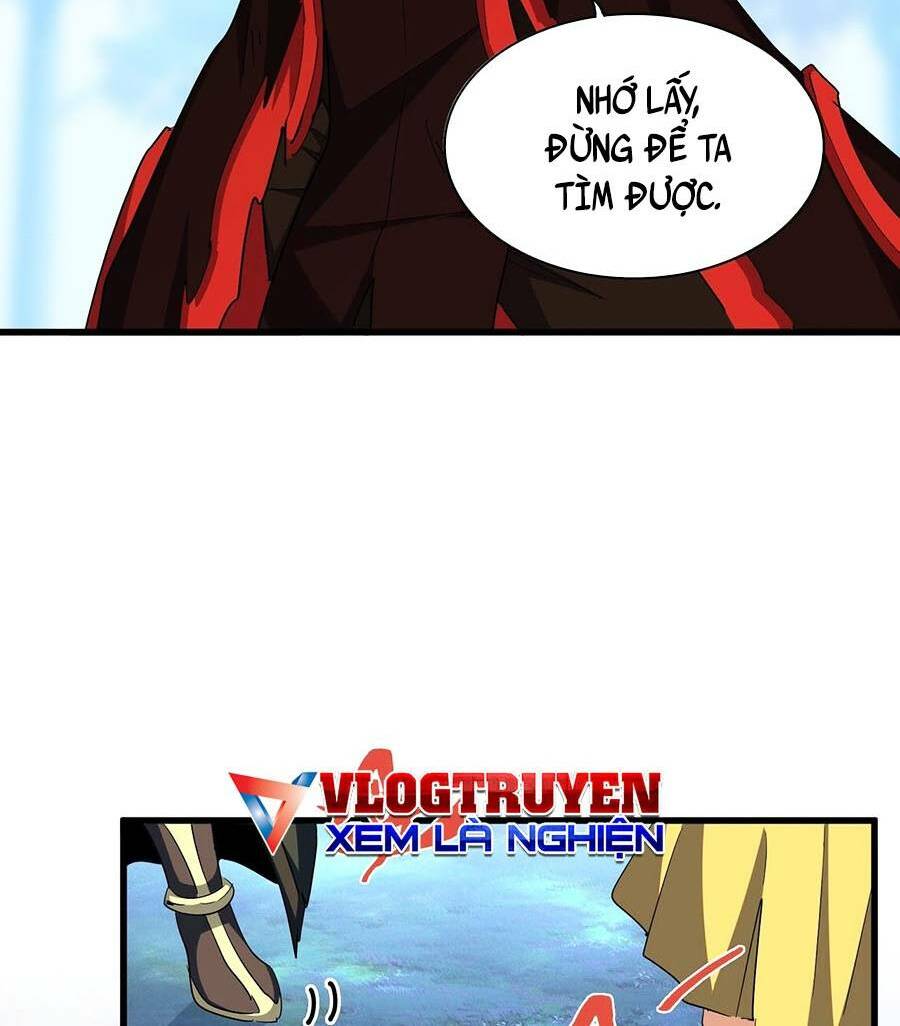 NHỚ LẤY,
ĐỪNG ĐỂ TA
TÌM ĐƯỢC.
VLOGTRUYEN
XEM LÀ NGHIỆN